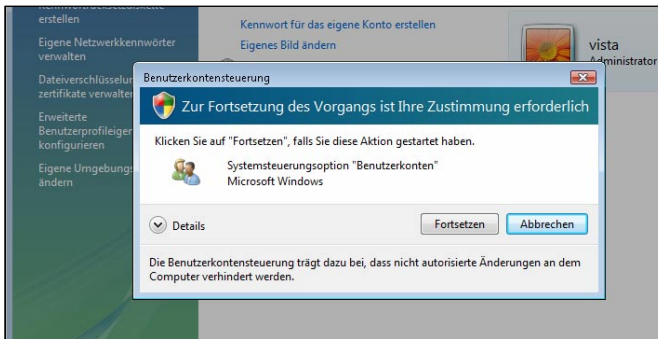 erstellen
Eigene Netzwerkkennwörter
verwalten
Dateiverschlüsselun
zertifikate verwalten
Erweiterte
Benutzerprofileiger
konfigurieren
Eigene Umgebungs
ändern
Kennwort für das eigene Konto erstellen
Eigenes Bild ändern
vista
Administrator
Benutzerkontensteuerung
Zur Fortsetzung des Vorgangs ist Ihre Zustimmung erforderlich
Klicken Sie auf "Fortsetzen", falls Sie diese Aktion gestartet haben.
Systemsteuerungsoption "Benutzerkonten"
Microsoft Windows
Details
Fortsetzen
Abbrechen
Die Benutzerkontensteuerung trägt dazu bei, dass nicht autorisierte Änderungen an dem
Computer verhindert werden.